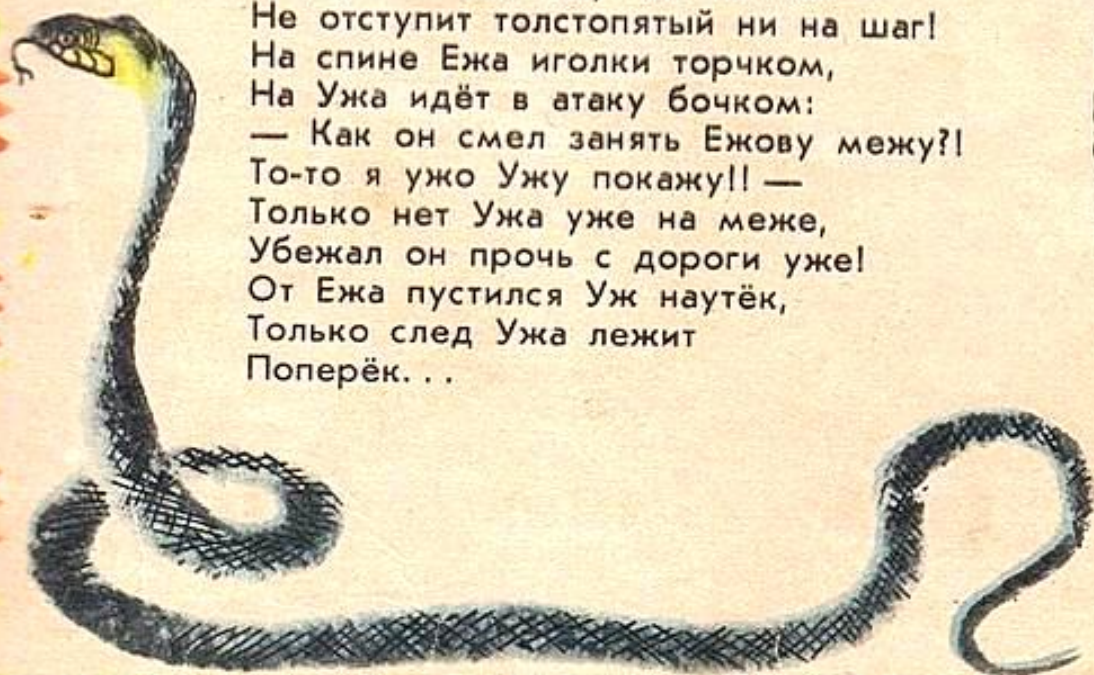 Не отступит толстопятый ни на шаг!
На спине Ежа иголки торчком,
На Ужа идёт в атаку бочком:
— Как он смел занять Ежову межу?!
То-то я ужо Ужу покажу!! —
Только нет Ужа уже на меже,
Убежал он прочь с дороги уже!
От Ежа пустился Уж наутёк,
Только след Ужа лежит
Поперёк. . .